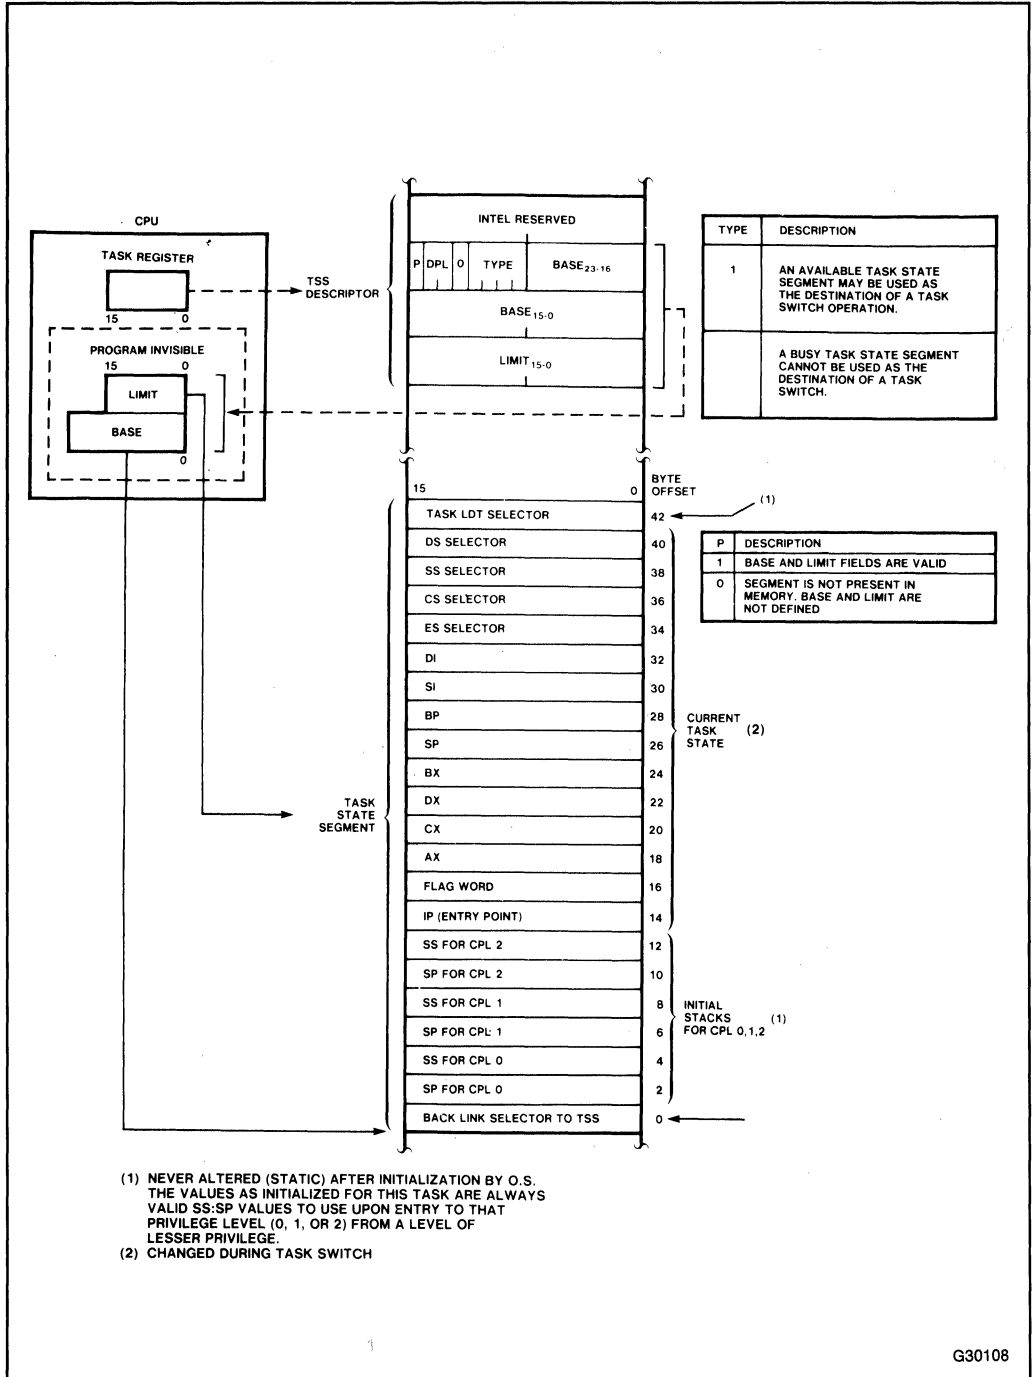 CPU
TASK REGISTER
15 0
PROGRAM INVISIBLE
15 0
LIMIT
BASE
0
TSS
DESCRIPTOR
INTEL RESERVED
P DPL 0 TYPE BASE23-16
BASE15-0
LIMIT15-0
TYPE DESCRIPTION
1 AN AVAILABLE TASK STATE
SEGMENT MAY BE USED AS
THE DESTINATION OF A TASK
SWITCH OPERATION.
A BUSY TASK STATE SEGMENT
CANNOT BE USED AS THE
DESTINATION OF A TASK
SWITCH.
P DESCRIPTION
1 BASE AND LIMIT FIELDS ARE VALID
0 SEGMENT IS NOT PRESENT IN
MEMORY. BASE AND LIMIT ARE
NOT DEFINED
TASK
STATE
SEGMENT
15 0
BYTE
OFFSET
TASK LDT SELECTOR 42 (1)
DS SELECTOR 40
SS SELECTOR 38
CS SELECTOR 36
ES SELECTOR 34
DI 32
SI 30
BP 28
SP 26
BX 24
DX 22
CX 20
AX 18
FLAG WORD 16
IP (ENTRY POINT) 14
SS FOR CPL 2 12
SP FOR CPL 2 10
SS FOR CPL 1 8
SP FOR CPL 1 6
SS FOR CPL 0 4
SP FOR CPL 0 2
BACK LINK SELECTOR TO TSS 0
CURRENT
TASK (2)
STATE
INITIAL
STACKS (1)
FOR CPL 0,1,2
(1) NEVER ALTERED (STATIC) AFTER INITIALIZATION BY O.S.
THE VALUES AS INITIALIZED FOR THIS TASK ARE ALWAYS
VALID SS:SP VALUES TO USE UPON ENTRY TO THAT
PRIVILEGE LEVEL (0, 1, OR 2) FROM A LEVEL OF
LESSER PRIVILEGE.
(2) CHANGED DURING TASK SWITCH
G30108